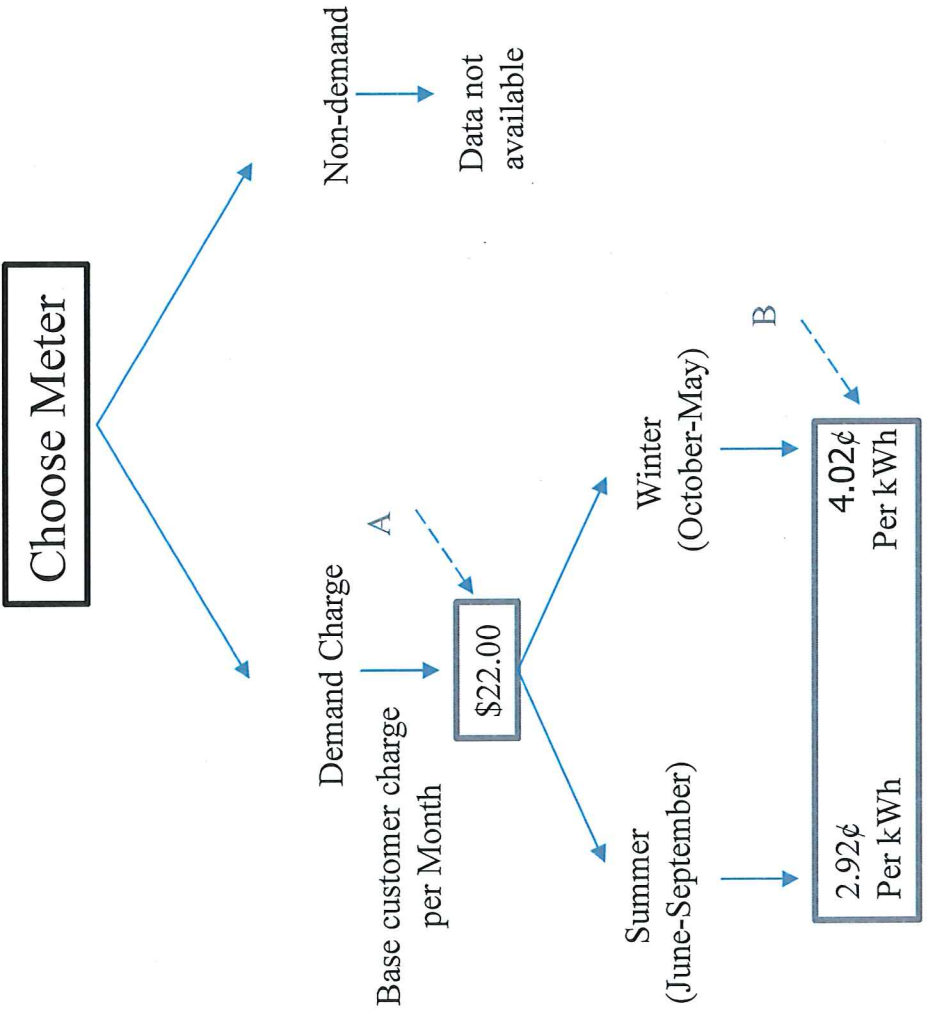 Choose Meter
Demand Charge
Non-demand
Base customer charge
per Month
A
$22.00
Data not
available
Summer
(June-September)
Winter
(October-May)
B
2.92¢
Per kWh
4.02¢
Per kWh